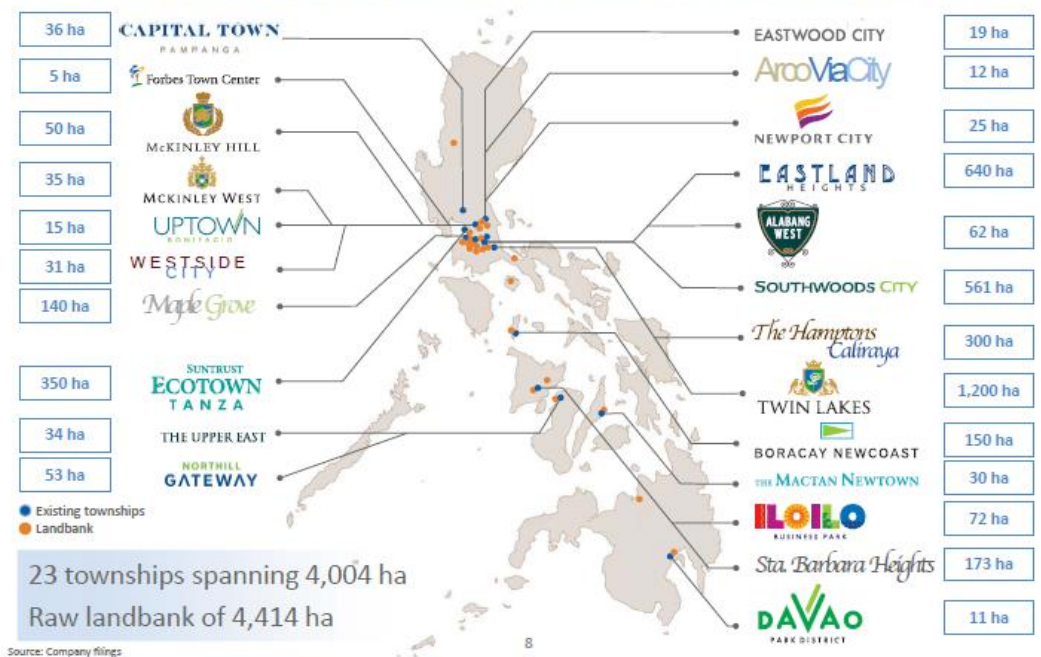 36 ha
CAPITAL TOWN
PAMPANGA
5 ha
Forbes Town Center
50 ha
McKINLEY HILL
35 ha
McKINLEY WEST
15 ha
UPTOWN
BONIFACIO
31 ha
WESTSIDE
CITY
140 ha
Maple Grove
350 ha
SUNTRUST
ECOTOWN
TANZA
34 ha
THE UPPER EAST
53 ha
NORTHILL
GATEWAY
Existing townships
Landbank
23 townships spanning 4,004 ha
Raw landbank of 4,414 ha
Source: Company filings
EASTWOOD CITY
19 ha
ArcoViaCity
12 ha
NEWPORT CITY
25 ha
EASTLAND
HEIGHTS
640 ha
ALABANG
WEST
62 ha
SOUTHWOODS CITY
561 ha
The Hamptons
Caliraya
300 ha
TWIN LAKES
1,200 ha
BORACAY NEWCOAST
150 ha
THE MACTAN NEWTOWN
30 ha
ILOILO
BUSINESS PARK
72 ha
Sta. Barbara Heights
173 ha
DAVAO
PARK DISTRICT
11 ha
8